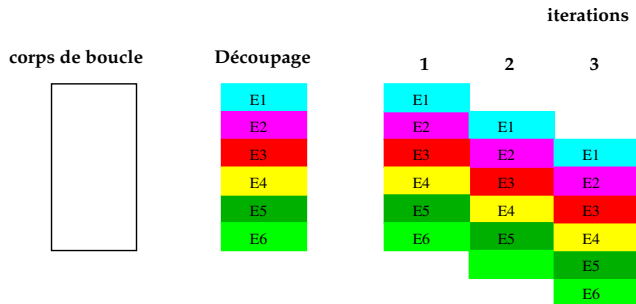 iterations
corps de boucle Découpage 1 2 3
E1 E1
E2 E2 E1
E3 E3 E2 E1
E4 E4 E3 E2
E5 E5 E4 E3
E6 E6 E5 E4
E5
E6